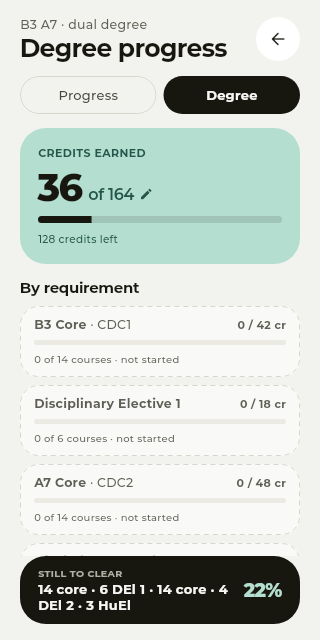 B3 A7 · dual degree
Degree progress
Progress
Degree
CREDITS EARNED
36 of 164
128 credits left
By requirement
B3 Core · CDC1
0 / 42 cr
0 of 14 courses · not started
Disciplinary Elective 1
0 / 18 cr
0 of 6 courses · not started
A7 Core · CDC2
0 / 48 cr
0 of 14 courses · not started
STILL TO CLEAR
14 core · 6 DEl 1 · 14 core · 4
DEl 2 · 3 HuEl
22%